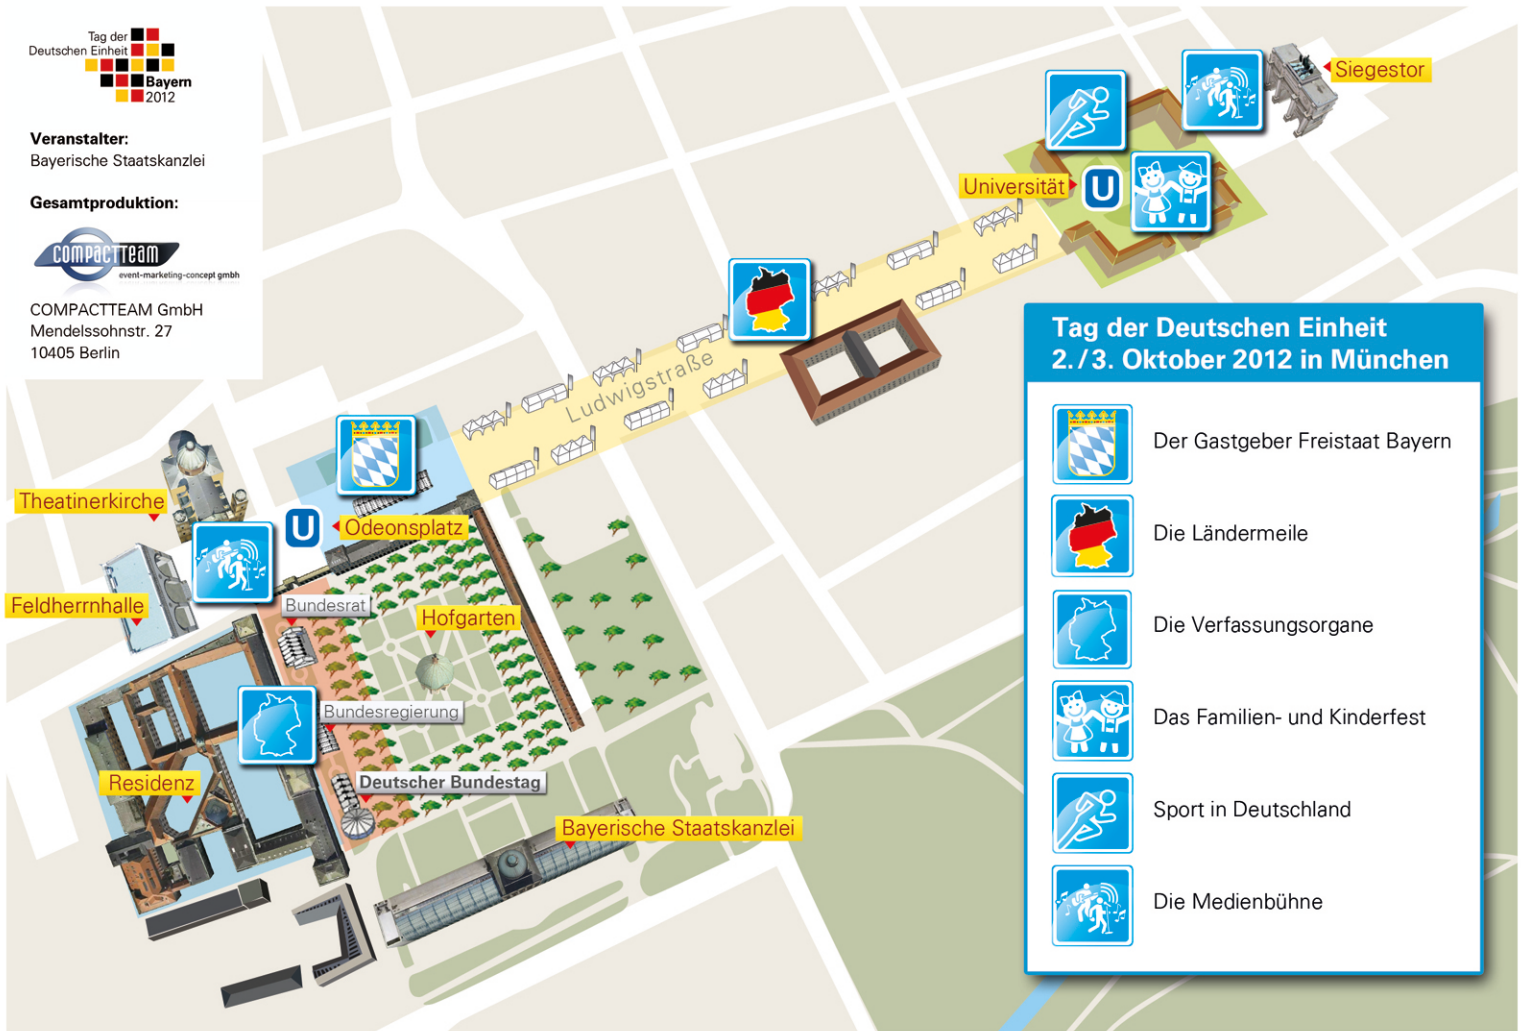 Tag der
Deutschen Einheit
Bayern
2012
Veranstalter:
Bayerische Staatskanzlei
Gesamtproduktion:
COMPACTTEAM
event-marketing-concept gmbh
COMPACTTEAM GmbH
Mendelssohnstr. 27
10405 Berlin
Siegestor
Universität
U
Ludwigstraße
Theatinerkirche
U
Odeonsplatz
Feldherrnhalle
Bundesrat
Hofgarten
Bundesregierung
Residenz
Deutscher Bundestag
Bayerische Staatskanzlei
Tag der Deutschen Einheit
2./3. Oktober 2012 in München
Der Gastgeber Freistaat Bayern
Die Ländermeile
Die Verfassungsorgane
Das Familien- und Kinderfest
Sport in Deutschland
Die Medienbühne